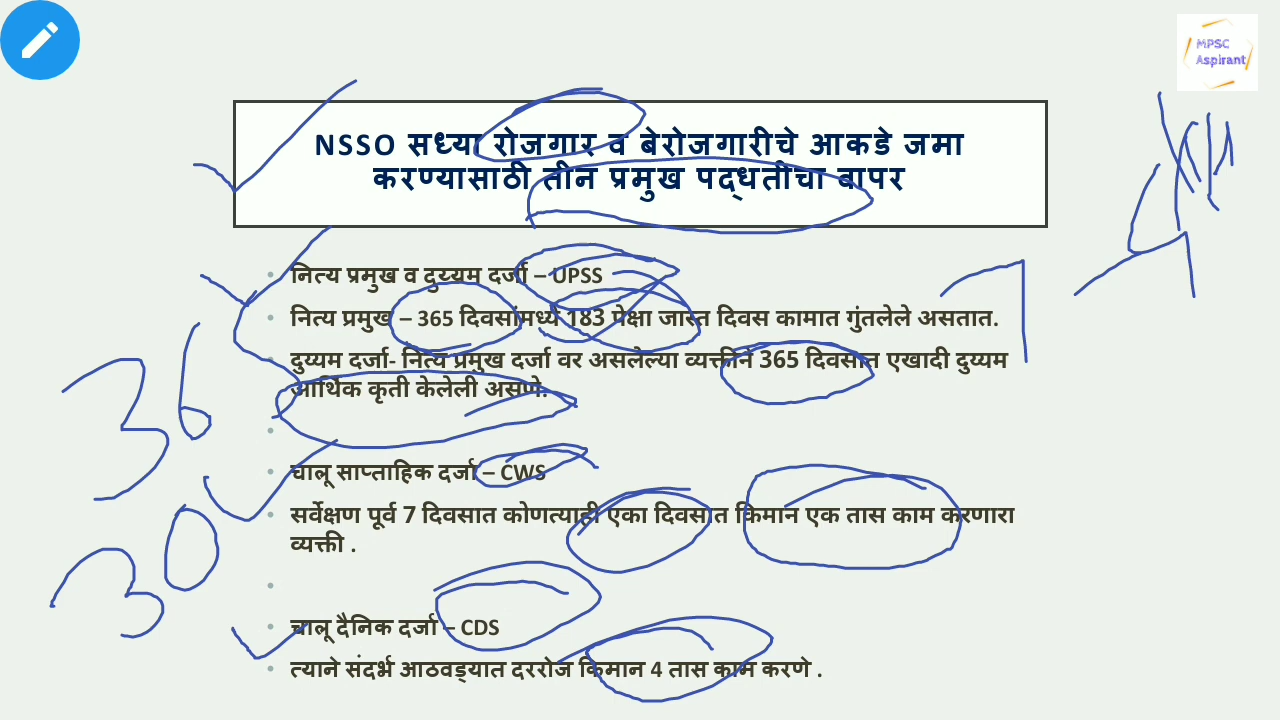 MPSC
Aspirant
NSSO सध्या रोजगार व बेरोजगारीचे आकडे जमा
करण्यासाठी तीन प्रमुख पद्धतींचा वापर
नित्य प्रमुख व दुय्यम दर्जा – UPSS
नित्य प्रमुख – 365 दिवसांमध्ये 183 पेक्षा जास्त दिवस कामात गुंतलेले असतात.
दुय्यम दर्जा- नित्य प्रमुख दर्जा वर असलेल्या व्यक्तीने 365 दिवसात एखादी दुय्यम
आर्थिक कृती केलेली असणे.
चालू साप्ताहिक दर्जा – CWS
सर्वेक्षण पूर्व 7 दिवसात कोणत्याही एका दिवसात किमान एक तास काम करणारा
व्यक्ती .
चालू दैनिक दर्जा – CDS
त्याने संदर्भ आठवड्यात दररोज किमान 4 तास काम करणे .
36
30